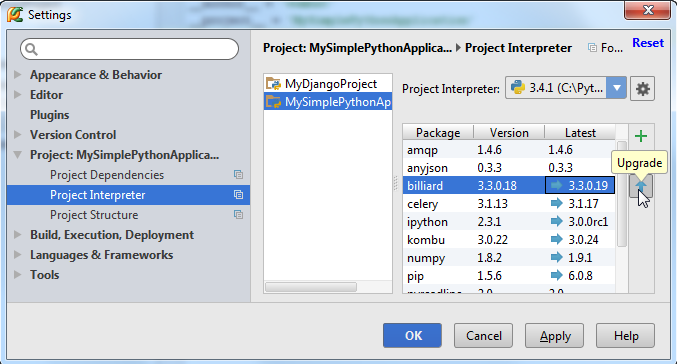 Settings
Project: MySimplePythonApplica... ▸ Project Interpreter Fo... Reset
Appearance & Behavior
Editor
Plugins
Version Control
Project: MySimplePythonApplica...
Project Dependencies
Project Interpreter
Project Structure
Build, Execution, Deployment
Languages & Frameworks
Tools
MyDjangoProject
MySimplePythonAp
Project Interpreter: 3.4.1 (C:\Pyt...
Package Version Latest
amqp 1.4.6 1.4.6
anyjson 0.3.3 0.3.3
Upgrade
billiard 3.3.0.18 3.3.0.19
celery 3.1.13 3.1.17
ipython 2.3.1 3.0.0rc1
kombu 3.0.22 3.0.24
numpy 1.8.2 1.9.1
pip 1.5.6 6.0.8
OK Cancel Apply Help